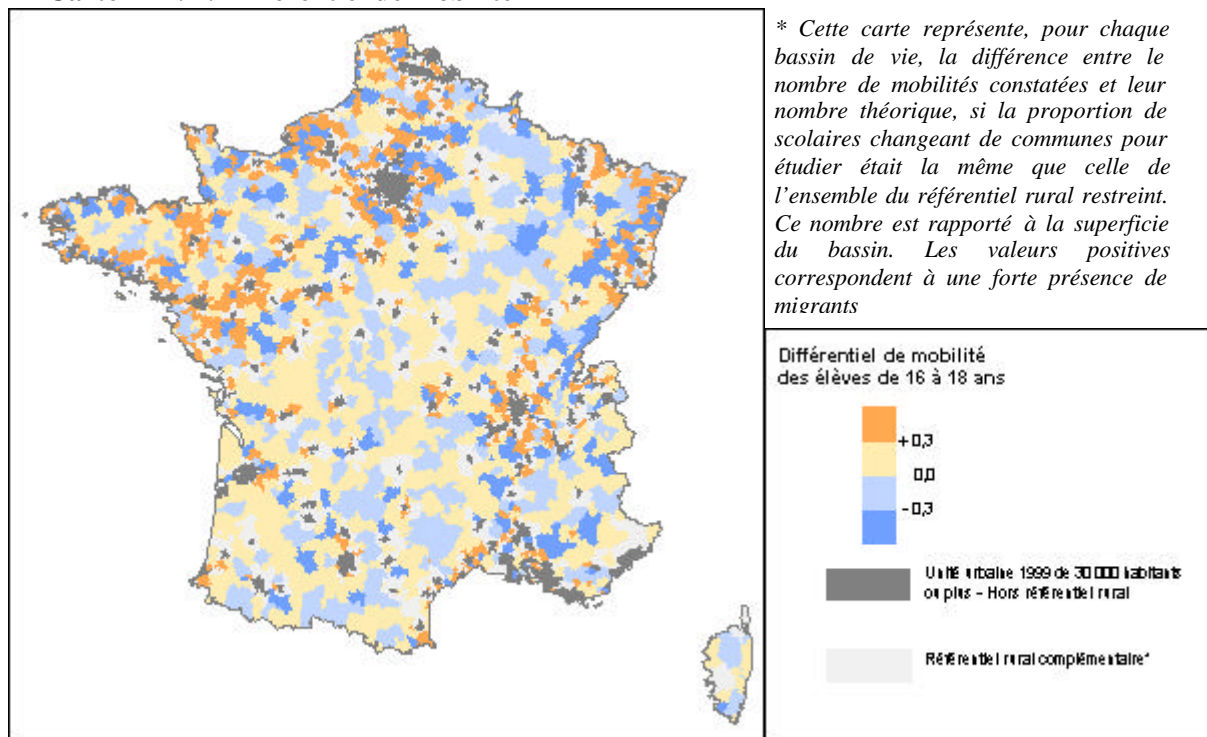 * Cette carte représente, pour chaque
bassin de vie, la différence entre le
nombre de mobilités constatées et leur
nombre théorique, si la proportion de
scolaires changeant de communes pour
étudier était la même que celle de
l'ensemble du référentiel rural restreint.
Ce nombre est rapporté à la superficie
du bassin. Les valeurs positives
correspondent à une forte présence de
migrants
Différentiel de mobilité
des élèves de 16 à 18 ans
+0,3
0,0
-0,3
Unité urbaine 1999 de 30 000 habitants
ou plus - Hors référentiel rural
Référentiel rural complémentaire*